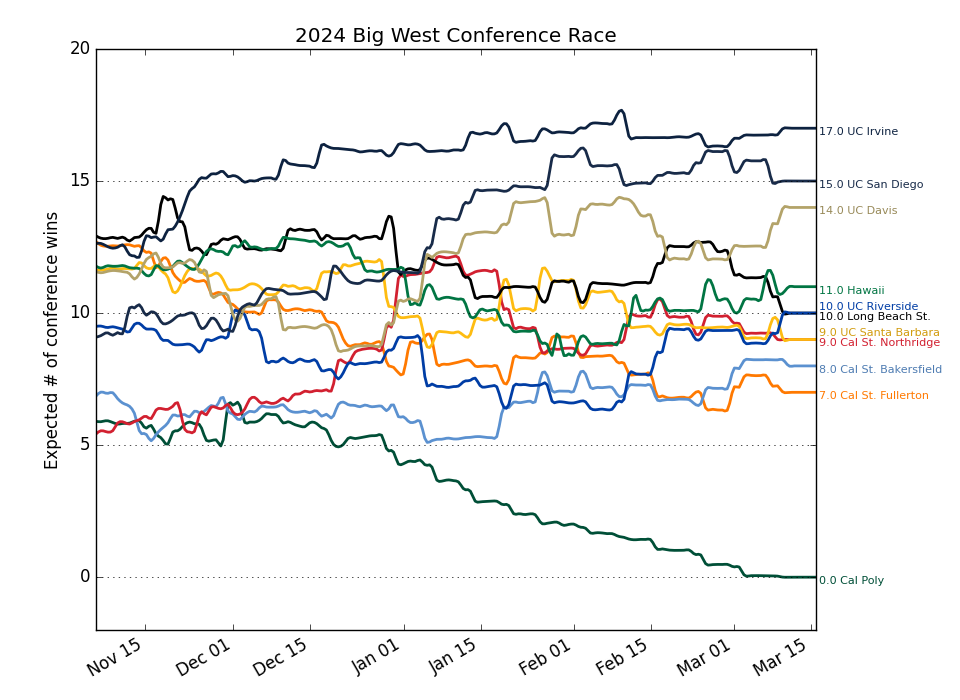 2024 Big West Conference Race
Expected # of conference wins
20
15
10
5
0
17.0 UC Irvine
15.0 UC San Diego
14.0 UC Davis
11.0 Hawaii
10.0 UC Riverside
10.0 Long Beach St.
9.0 UC Santa Barbara
9.0 Cal St. Northridge
8.0 Cal St. Bakersfield
7.0 Cal St. Fullerton
0.0 Cal Poly
Nov 15
Dec 01
Dec 15
Jan 01
Jan 15
Feb 01
Feb 15
Mar 01
Mar 15